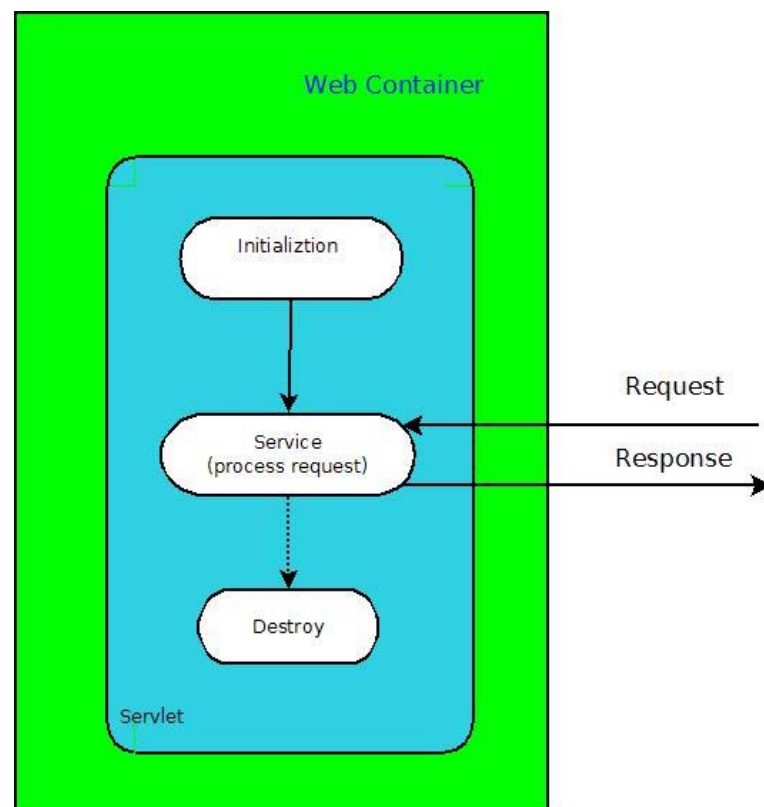 Web Container
Initializtion
Request
Service
(process request)
Response
Destroy
Servlet